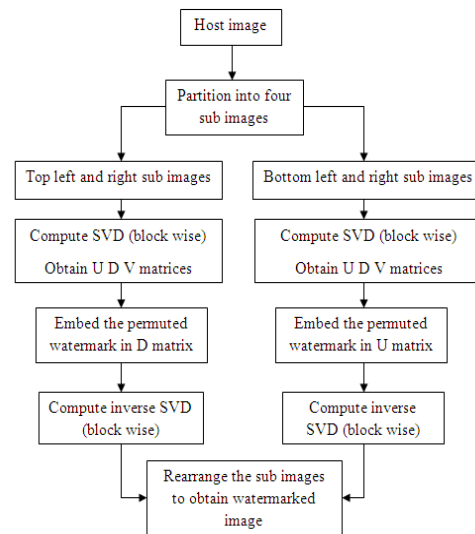 Host image
Partition into four
sub images
Top left and right sub images
Bottom left and right sub images
Compute SVD (block wise)
Obtain U D V matrices
Compute SVD (block wise)
Obtain U D V matrices
Embed the permuted
watermark in D matrix
Embed the permuted
watermark in U matrix
Compute inverse SVD
(block wise)
Compute inverse
SVD (block wise)
Rearrange the sub images
to obtain watermarked
image